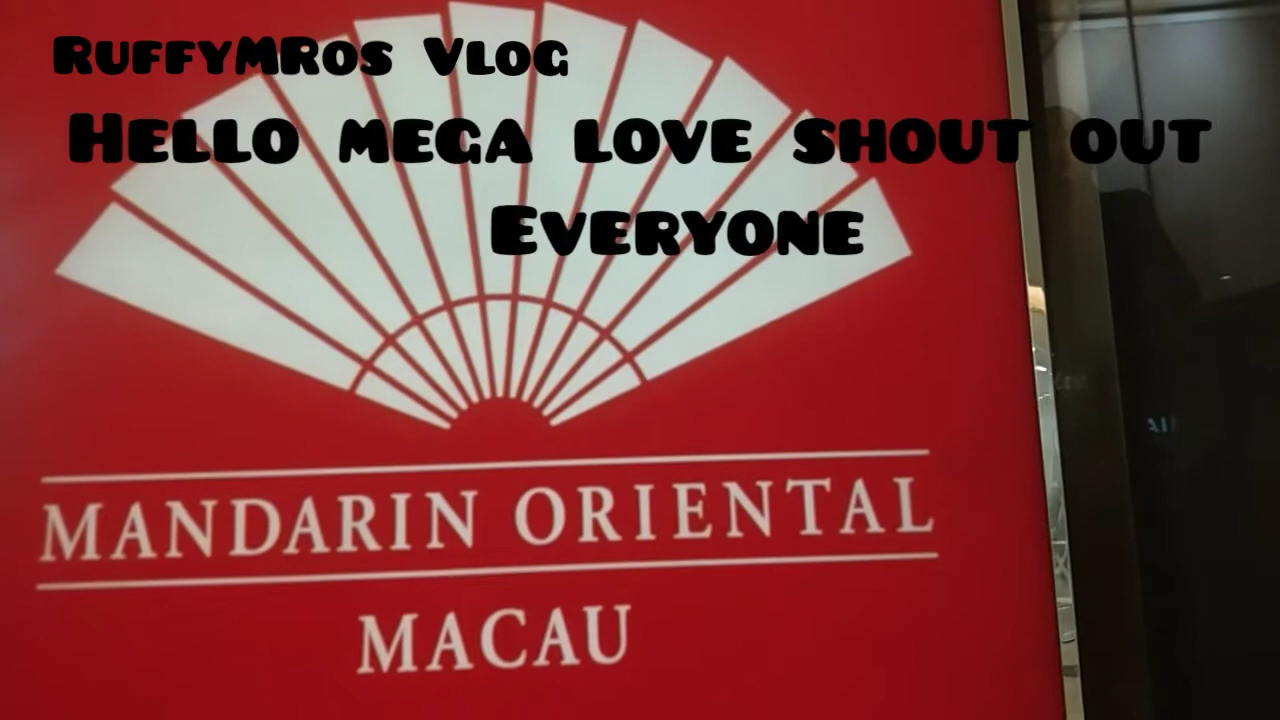 RuffyMRos Vlog
Hello mega love shout out
Everyone
MANDARIN ORIENTAL
MACAU